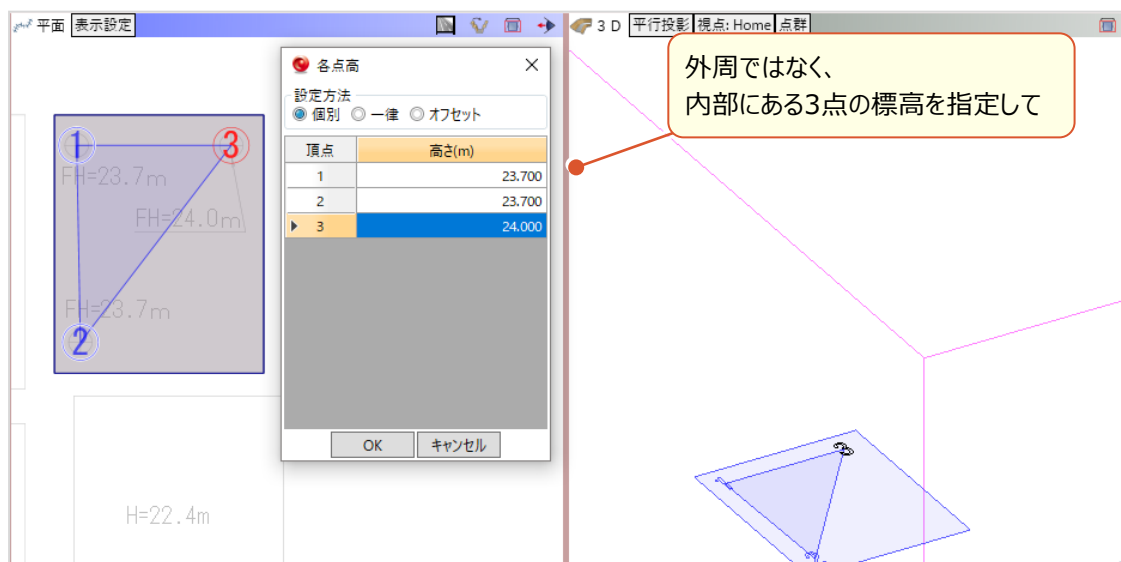 平面 表示設定
3 D 平行投影 視点: Home 点群
外周ではなく、
内部にある3点の標高を指定して
各点高
設定方法
個別 一律 オフセット
頂点 高さ(m)
1 23.700
2 23.700
3 24.000
OK キャンセル
1 3
FH=23.7m
FH=24.0m
FH=23.7m
2
H=22.4m
3
2